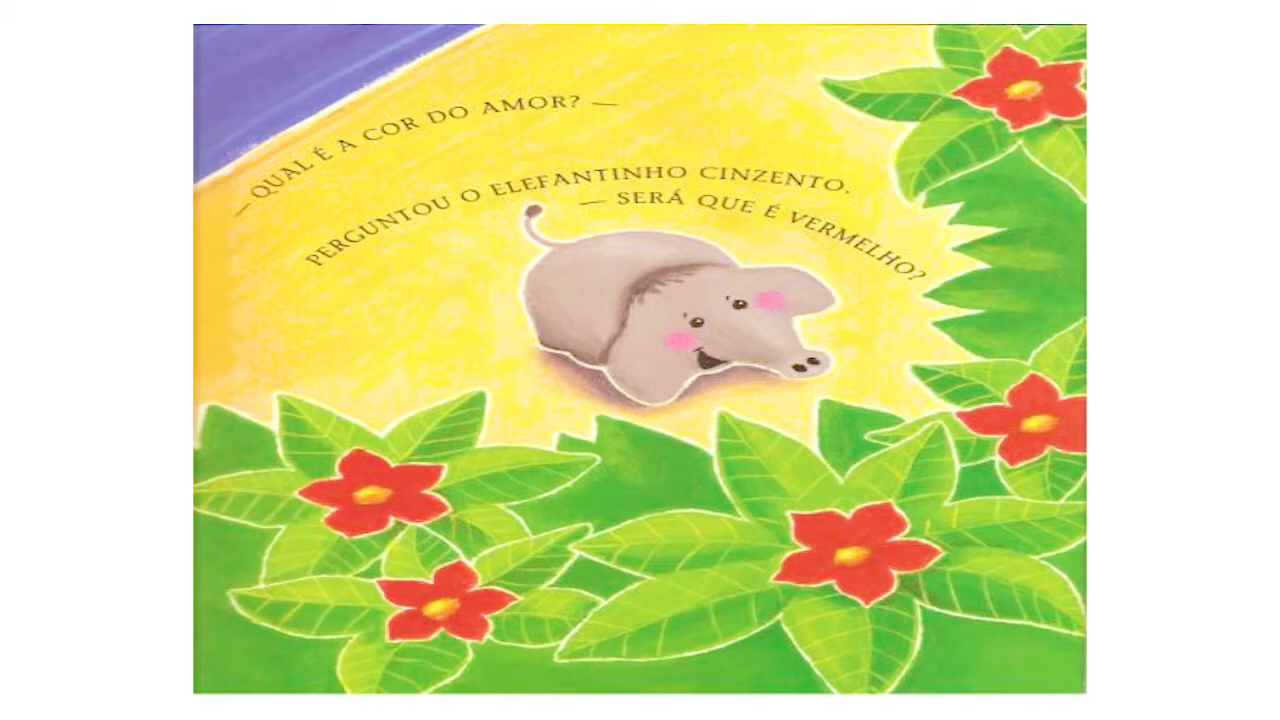 — QUAL É A COR DO AMOR? —
PERGUNTOU O ELEFANTINHO CINZENTO.
— SERÁ QUE É VERMELHO?